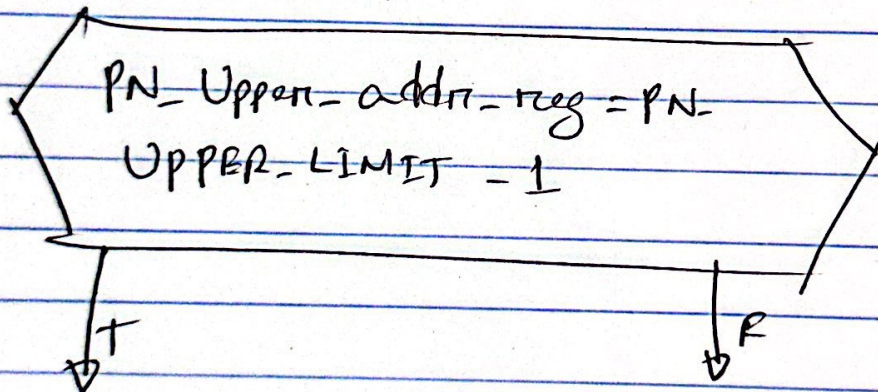 PN_Upper_addr_reg = PN_
UPPER_LIMIT - 1
T F